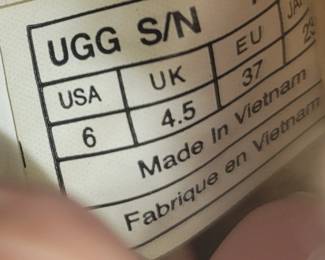 UGG S/N
USA UK EU
6 4.5 37
Made In Vietnam
Fabrique en Vietnam